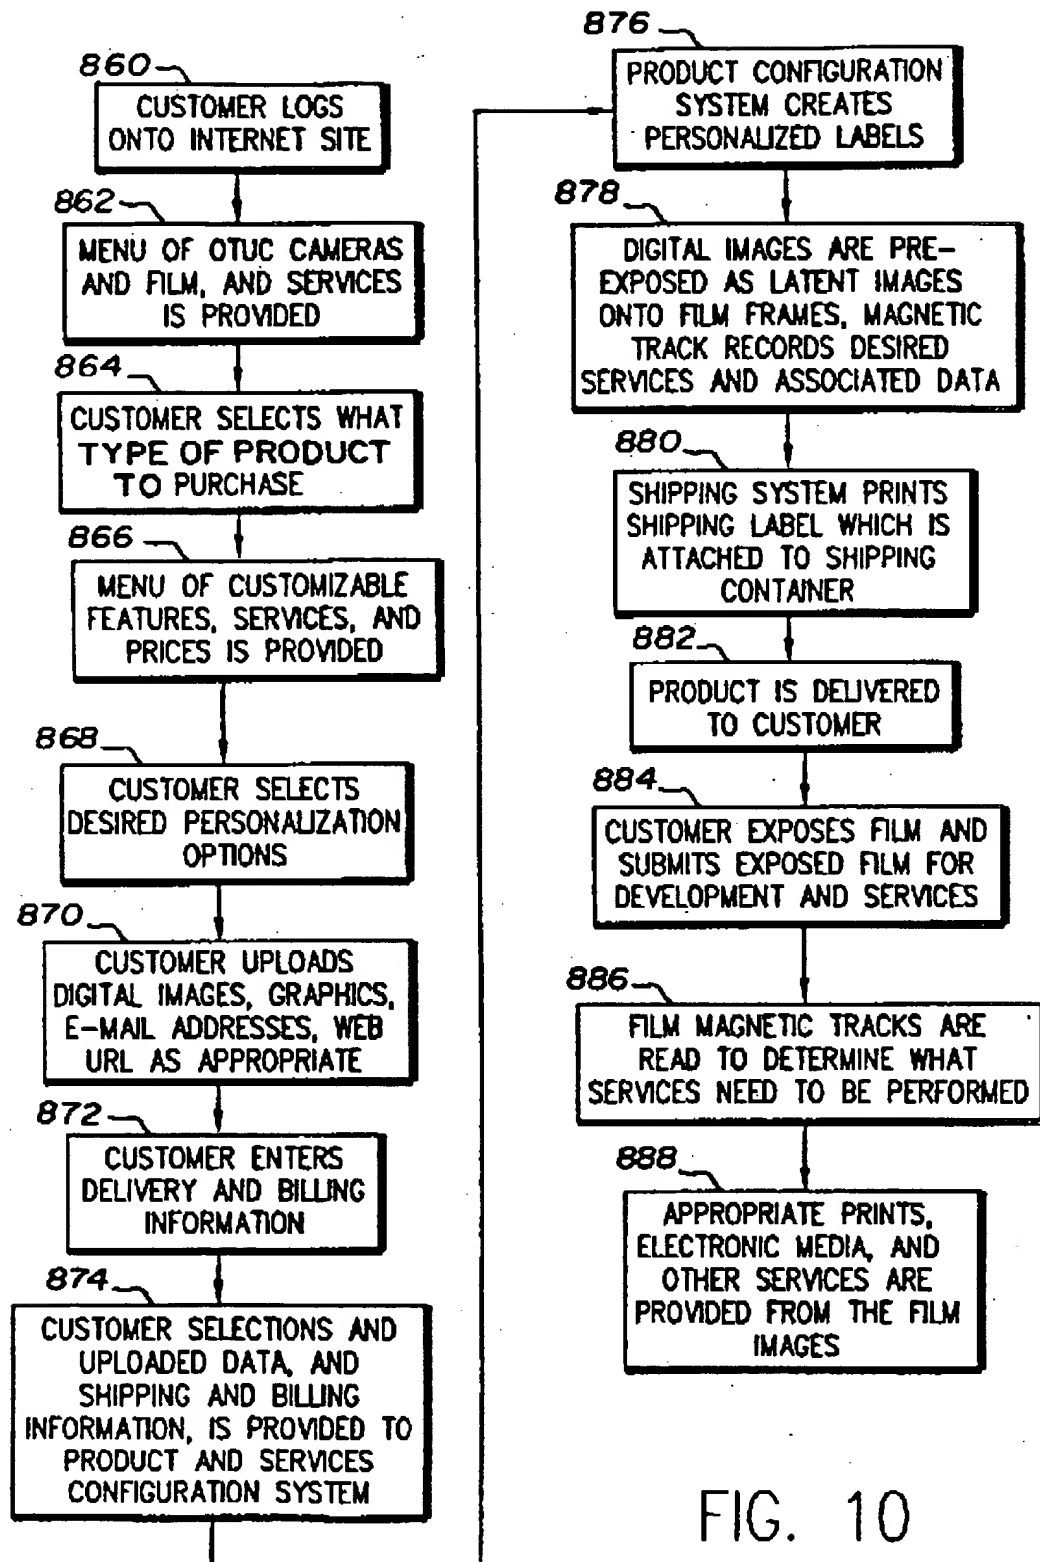 860
CUSTOMER LOGS
ONTO INTERNET SITE
862
MENU OF OTUC CAMERAS
AND FILM, AND SERVICES
IS PROVIDED
864
CUSTOMER SELECTS WHAT
TYPE OF PRODUCT
TO PURCHASE
866
MENU OF CUSTOMIZABLE
FEATURES, SERVICES, AND
PRICES IS PROVIDED
868
CUSTOMER SELECTS
DESIRED PERSONALIZATION
OPTIONS
870
CUSTOMER UPLOADS
DIGITAL IMAGES, GRAPHICS,
E-MAIL ADDRESSES, WEB
URL AS APPROPRIATE
872
CUSTOMER ENTERS
DELIVERY AND BILLING
INFORMATION
874
CUSTOMER SELECTIONS AND
UPLOADED DATA, AND
SHIPPING AND BILLING
INFORMATION, IS PROVIDED TO
PRODUCT AND SERVICES
CONFIGURATION SYSTEM
876
PRODUCT CONFIGURATION
SYSTEM CREATES
PERSONALIZED LABELS
878
DIGITAL IMAGES ARE PRE-
EXPOSED AS LATENT IMAGES
ONTO FILM FRAMES, MAGNETIC
TRACK RECORDS DESIRED
SERVICES AND ASSOCIATED DATA
880
SHIPPING SYSTEM PRINTS
SHIPPING LABEL WHICH IS
ATTACHED TO SHIPPING
CONTAINER
882
PRODUCT IS DELIVERED
TO CUSTOMER
884
CUSTOMER EXPOSES FILM AND
SUBMITS EXPOSED FILM FOR
DEVELOPMENT AND SERVICES
886
FILM MAGNETIC TRACKS ARE
READ TO DETERMINE WHAT
SERVICES NEED TO BE PERFORMED
888
APPROPRIATE PRINTS,
ELECTRONIC MEDIA, AND
OTHER SERVICES ARE
PROVIDED FROM THE FILM
IMAGES
FIG. 10